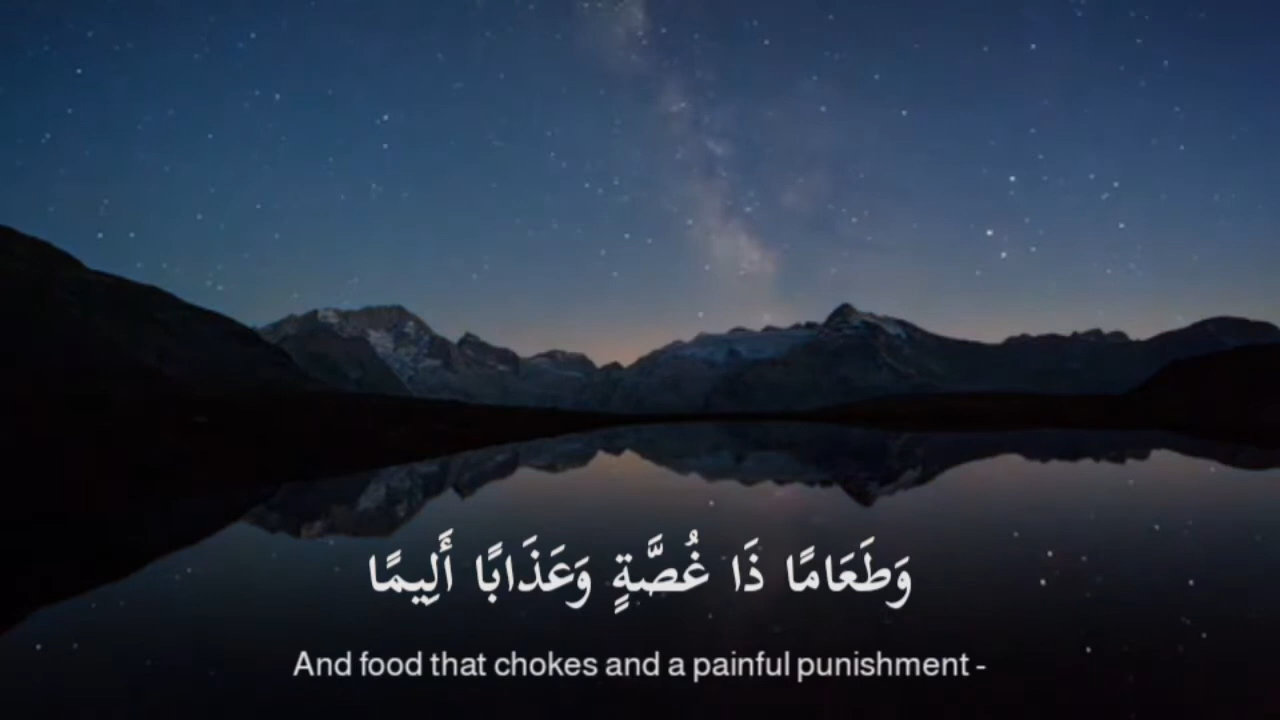 وَطَعَامًا ذَا غُصَّةٍ وَعَذَابًا أَلِيمًا
And food that chokes and a painful punishment -